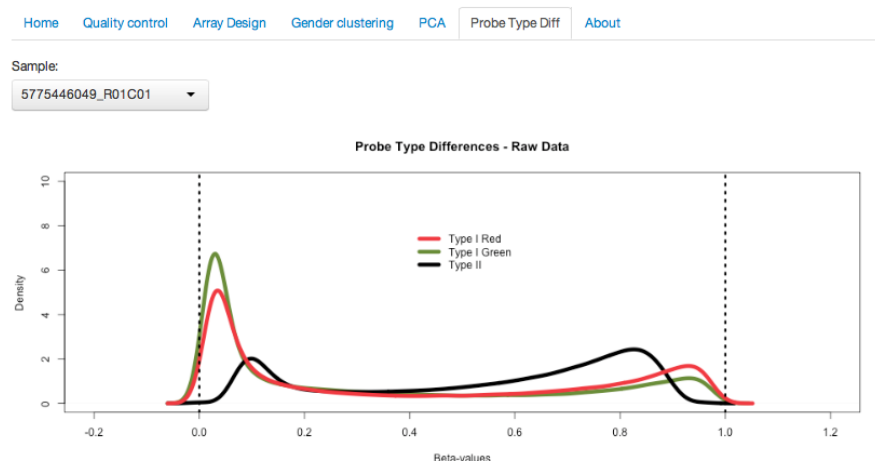 Home Quality control Array Design Gender clustering PCA Probe Type Diff About
Sample:
5775446049_R01C01
Probe Type Differences - Raw Data
10
8
6
4
2
0
Density
Type I Red
Type I Green
Type II
-0.2 0.0 0.2 0.4 0.6 0.8 1.0 1.2
Beta-values